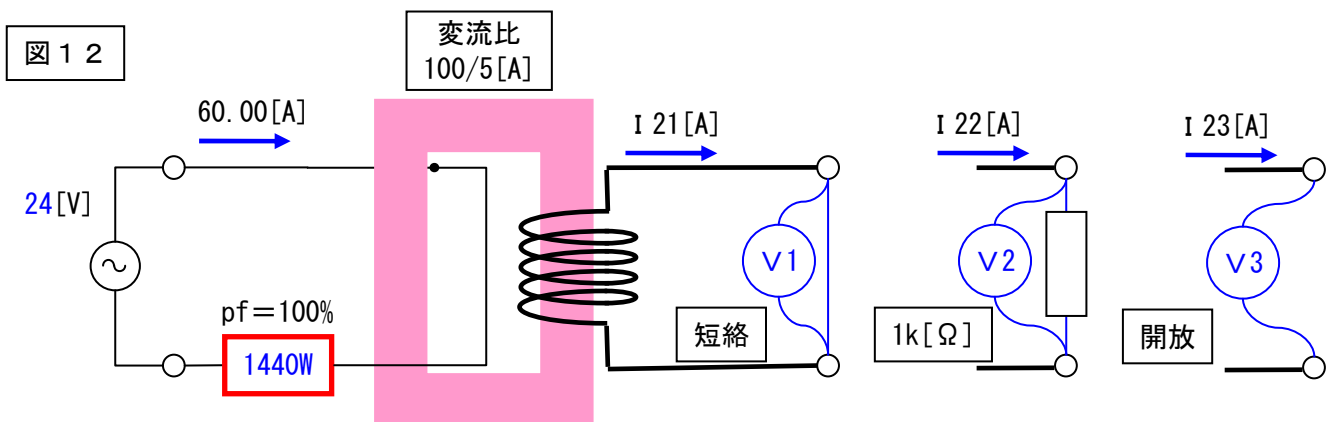 図12
変流比
100/5[A]
60.00[A]
I 21[A]
I 22[A]
I 23[A]
24[V]
V1
V2
V3
pf=100%
1440W
短絡
1k[Ω]
開放